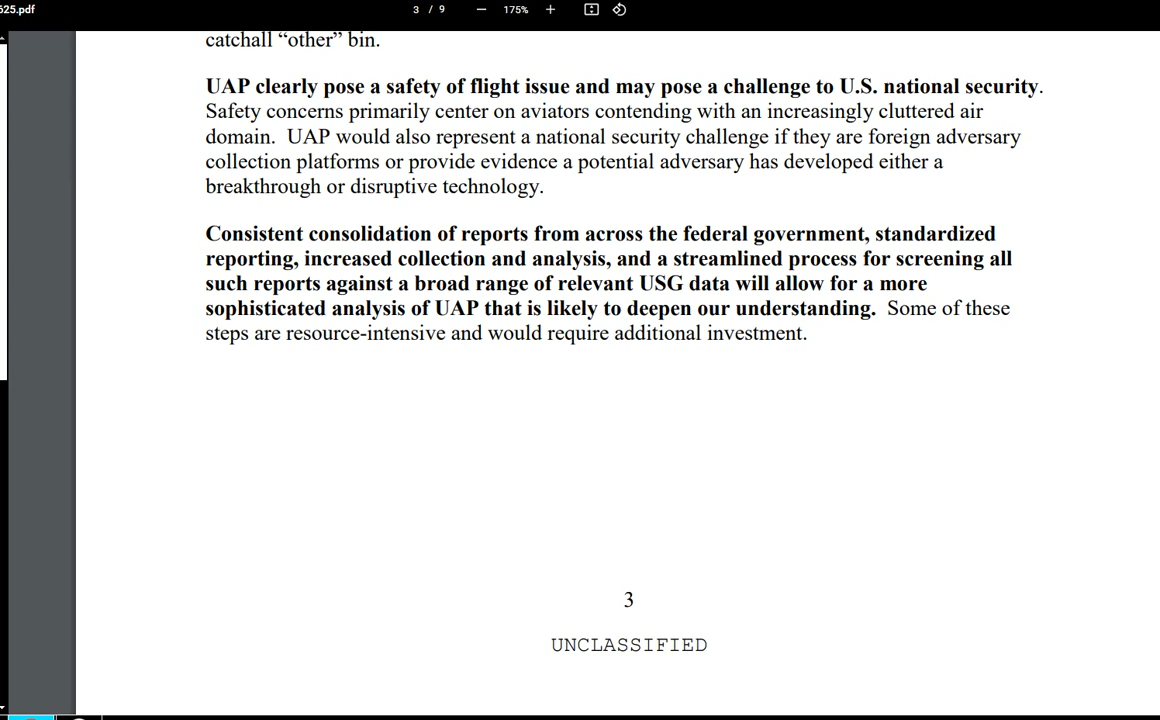 625.pdf
3 / 9
175%
catchall “other” bin.
UAP clearly pose a safety of flight issue and may pose a challenge to U.S. national security.
Safety concerns primarily center on aviators contending with an increasingly cluttered air
domain.  UAP would also represent a national security challenge if they are foreign adversary
collection platforms or provide evidence a potential adversary has developed either a
breakthrough or disruptive technology.
Consistent consolidation of reports from across the federal government, standardized
reporting, increased collection and analysis, and a streamlined process for screening all
such reports against a broad range of relevant USG data will allow for a more
sophisticated analysis of UAP that is likely to deepen our understanding.  Some of these
steps are resource-intensive and would require additional investment.
3
UNCLASSIFIED